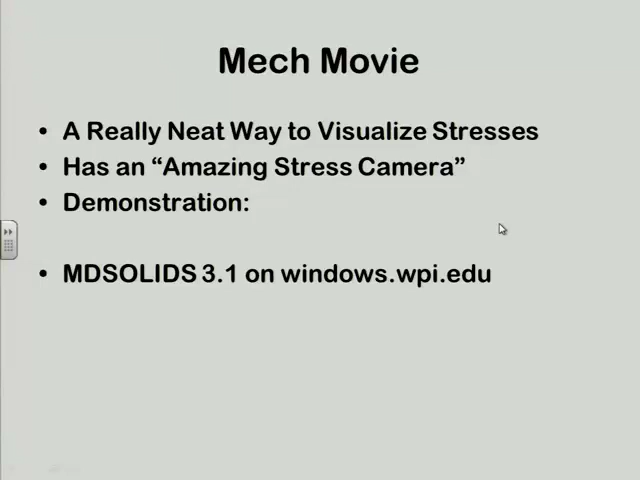 Mech Movie
• A Really Neat Way to Visualize Stresses
• Has an “Amazing Stress Camera”
• Demonstration:
• MDSOLIDS 3.1 on windows.wpi.edu